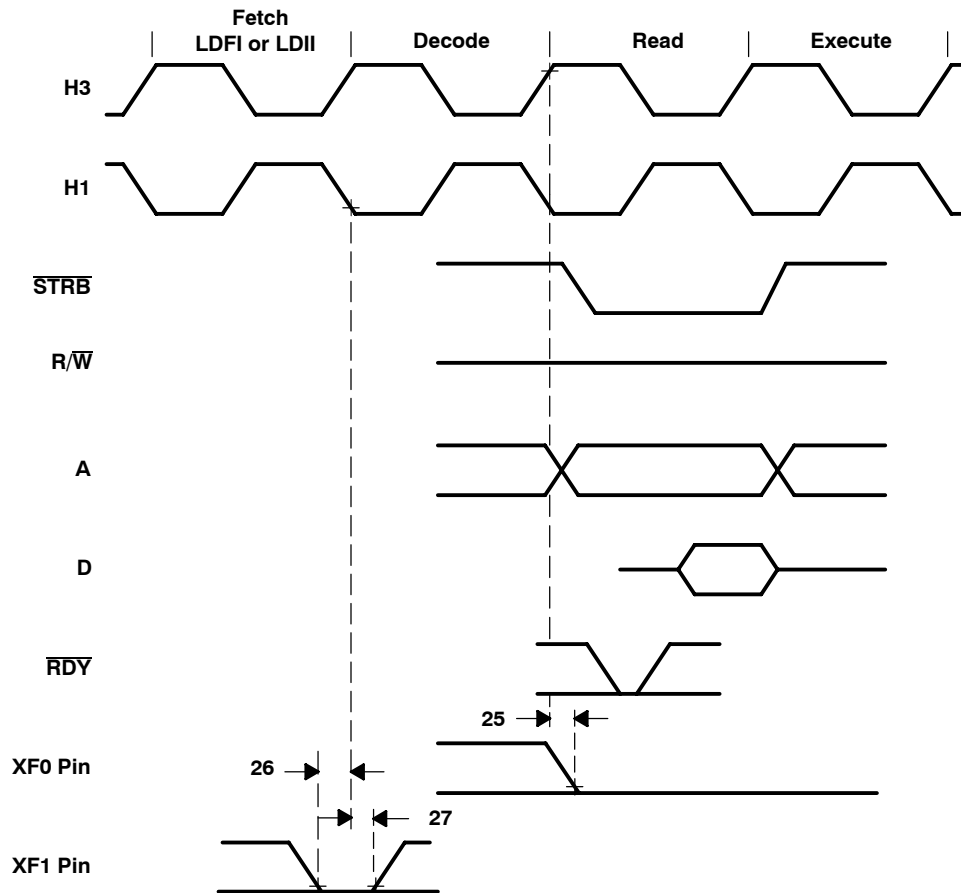 Fetch
LDFI or LDII
Decode
Read
Execute
H3
H1
STRB
R/W
A
D
RDY
25
XF0 Pin
26
27
XF1 Pin